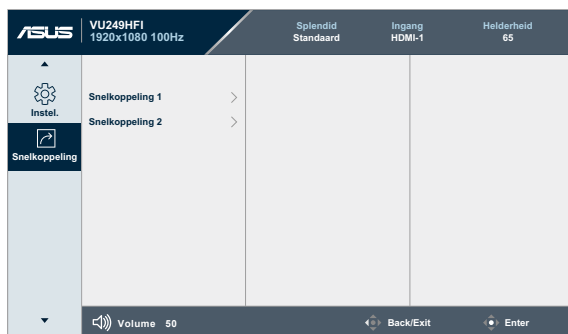 ASUS
VU249HFI
1920x1080 100Hz
Splendid
Standaard
Ingang
HDMI-1
Helderheid
65
Instel.
Snelkoppeling
Snelkoppeling 1
Snelkoppeling 2
Volume 50
Back/Exit
Enter